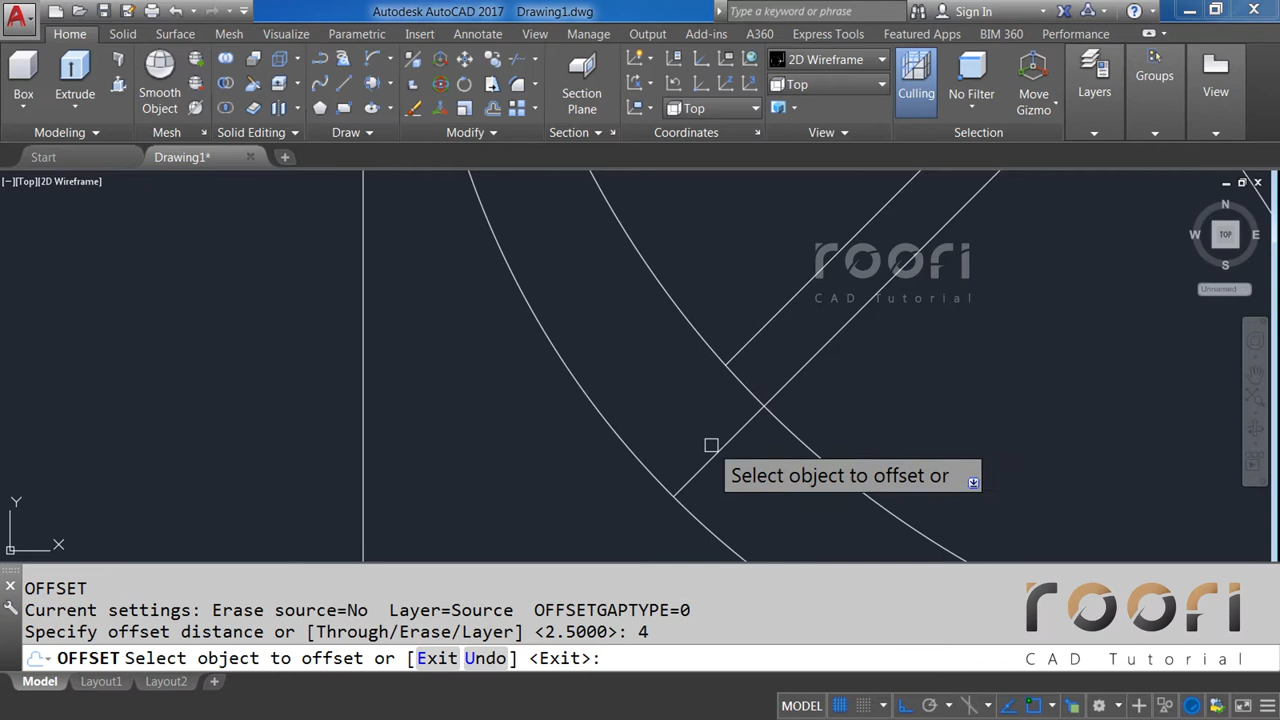 Autodesk AutoCAD 2017 Drawing1.dwg
Type a keyword or phrase
Sign In
Home Solid Surface Mesh Visualize Parametric Insert Annotate View Manage Output Add-ins A360 Express Tools Featured Apps BIM 360 Performance
Box
Extrude
Smooth
Object
Section
Plane
2D Wireframe
Top
Top
Culling
No Filter
Move
Gizmo
Layers
Groups
View
Modeling
Mesh
Solid Editing
Draw
Modify
Section
Coordinates
View
Selection
Start
Drawing1*
[−][Top][2D Wireframe]
N
W TOP E
S
Unnamed
roori
CAD Tutorial
Select object to offset or
Y
X
OFFSET
Current settings: Erase source=No Layer=Source OFFSETGAPTYPE=0
Specify offset distance or [Through/Erase/Layer] <2.5000>: 4
OFFSET Select object to offset or [Exit Undo] <Exit>:
roori
CAD Tutorial
Model Layout1 Layout2
MODEL